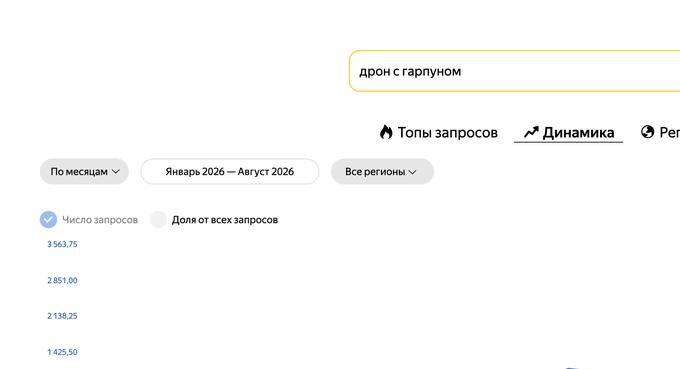 дрон с гарпуном
Топы запросов Динамика Рег
По месяцам Январь 2026 — Август 2026 Все регионы
Число запросов Доля от всех запросов
3 563,75
2 851,00
2 138,25
1 425,50